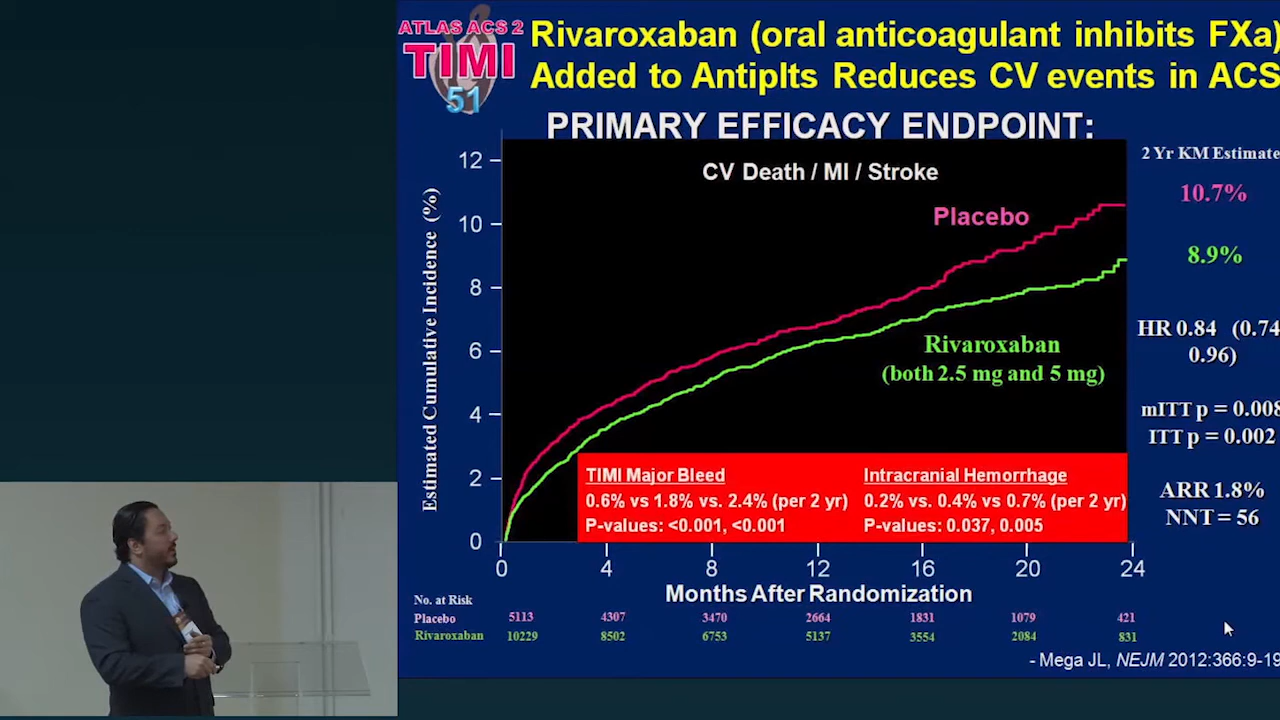 ATLAS ACS 2
TIMI
51
Rivaroxaban (oral anticoagulant inhibits FXa)
Added to Antiplts Reduces CV events in ACS
PRIMARY EFFICACY ENDPOINT:
2 Yr KM Estimate
CV Death / MI / Stroke
Placebo
10.7%
8.9%
Rivaroxaban
(both 2.5 mg and 5 mg)
HR 0.84 (0.74
0.96)
mITT p = 0.008
ITT p = 0.002
ARR 1.8%
NNT = 56
Estimated Cumulative Incidence (%)
12
10
8
6
4
2
0
TIMI Major Bleed
0.6% vs 1.8% vs. 2.4% (per 2 yr)
P-values: <0.001, <0.001
Intracranial Hemorrhage
0.2% vs. 0.4% vs 0.7% (per 2 yr)
P-values: 0.037, 0.005
0 4 8 12 16 20 24
Months After Randomization
No. at Risk
Placebo 5113 4307 3470 2664 1831 1079 421
Rivaroxaban 10229 8502 6753 5137 3554 2084 831
- Mega JL, NEJM 2012:366:9-19